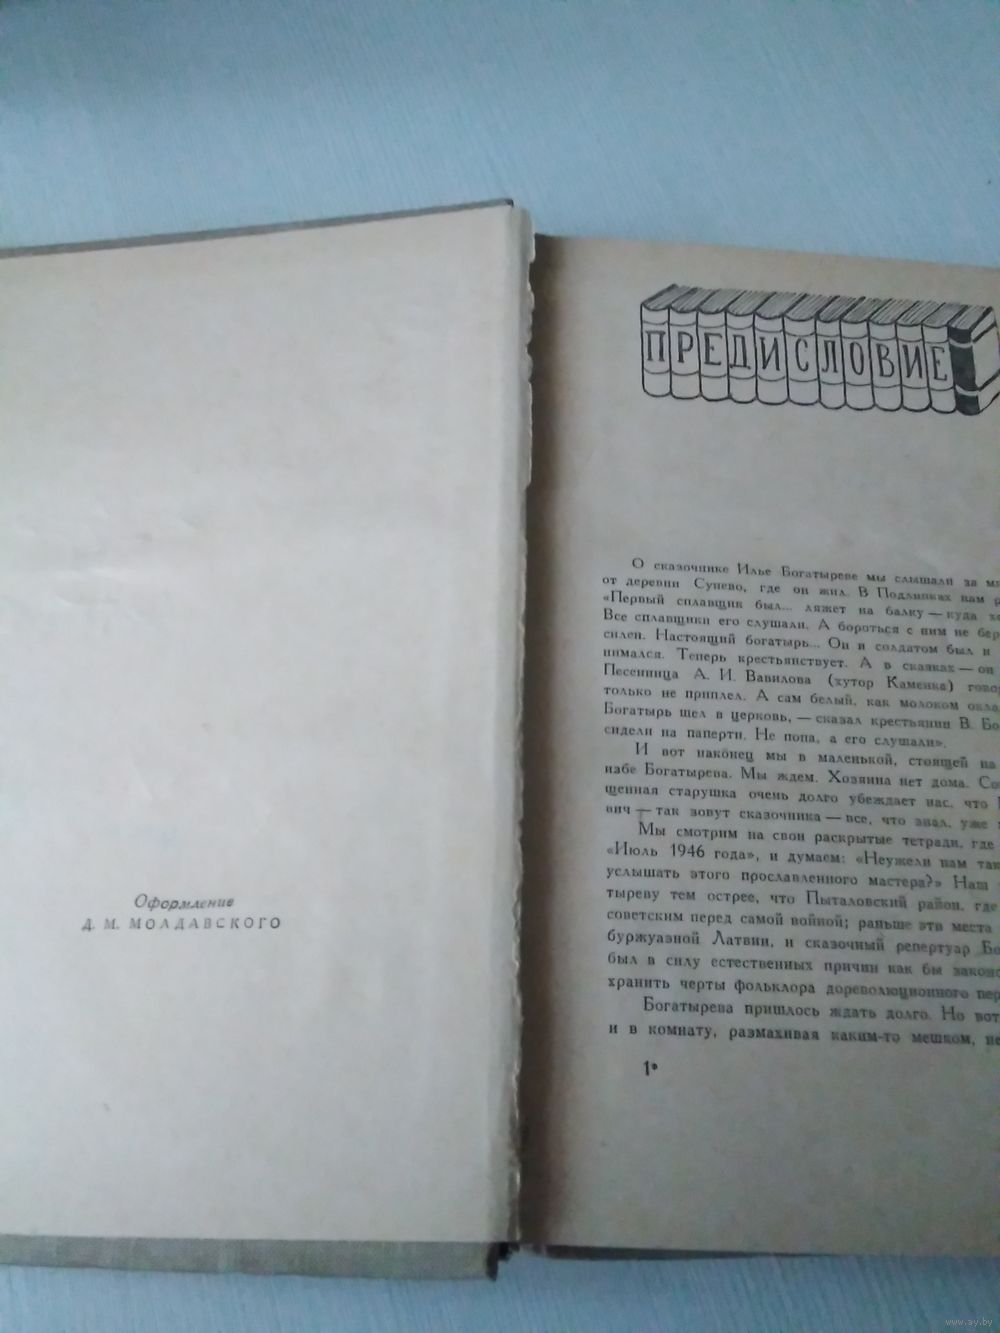 Оформление
Д. М. МОЛДАВСКОГО
ПРЕДИСЛОВИЕ
О сказочнике Илье Богатыреве мы слышали за
от деревни Сунево, где он жил. В Подлипках нам
«Первый сплавщик был... ляжет на балку — куда
Все сплавщики его слушали. А бороться с ним не
силен. Настоящий богатырь... Он и солдатом был и
нимался. Теперь крестьянствует. А в сказках — он
Песенница А. И. Вавилова (хутор Каменка)
только не приплел. А сам белый, как молоком
Богатырь шел в церковь, — сказал крестьянин В.
сидели на паперти. Не попа, а его слушали».
И вот наконец мы в маленькой, стоящей на
избе Богатырева. Мы ждем. Хозяина нет дома.
щенная старушка очень долго убеждает нас, что
вич — так зовут сказочника — все, что знал, уже
Мы смотрим на свои раскрытые тетради, где
«Июль 1946 года», и думаем: «Неужели нам так
услышать этого прославленного мастера?» Наш
тыреву тем острее, что Пыталовский район, где
советским перед самой войной; раньше эти места
буржуазной Латвии, и сказочный репертуар
был в силу естественных причин как бы
хранить черты фольклора дореволюционного
Богатырева пришлось ждать долго. Но вот
и в комнату, размахивая каким-то мешком,
1*
www.ay.by